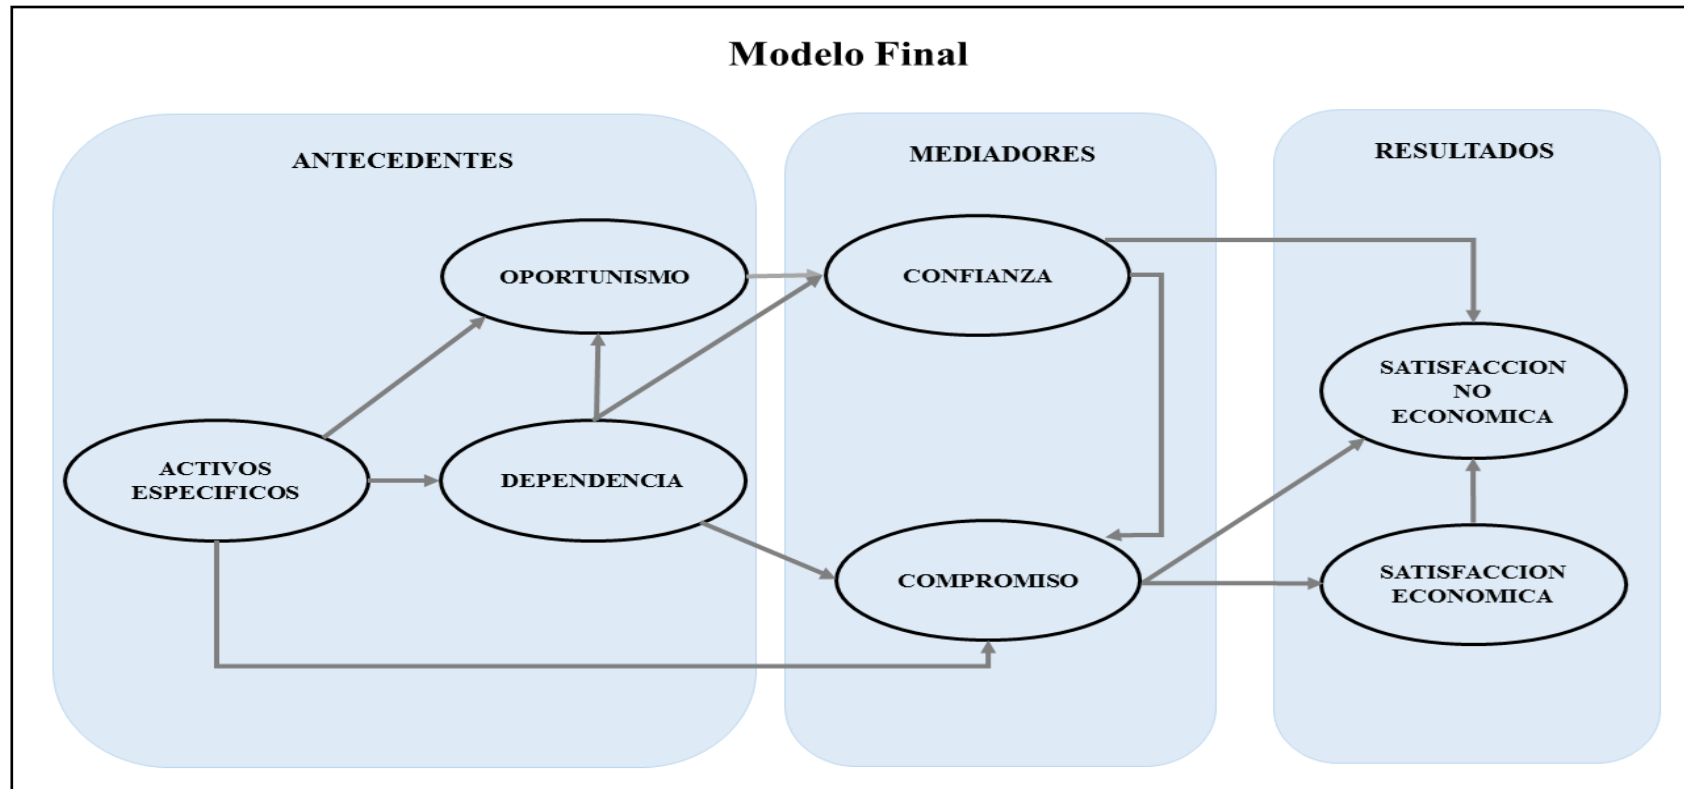 Modelo Final
ANTECEDENTES
MEDIADORES
RESULTADOS
OPORTUNISMO
CONFIANZA
SATISFACCION
NO
ECONOMICA
ACTIVOS
ESPECIFICOS
DEPENDENCIA
COMPROMISO
SATISFACCION
ECONOMICA